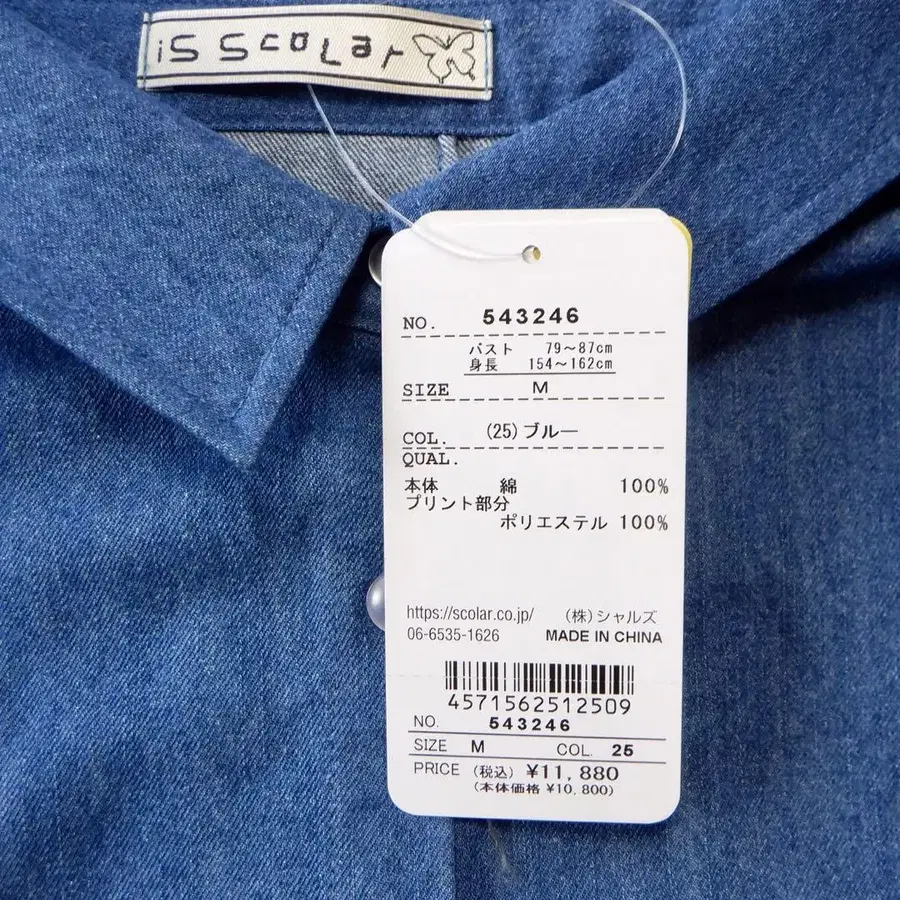 is scolar
NO. 543246
バスト 79～87cm
身長 154～162cm
SIZE M
COL. (25)ブルー
QUAL.
本体 綿 100%
プリント部分
ポリエステル 100%
https://scolar.co.jp/ (株)シャルズ
06-6535-1626 MADE IN CHINA
4571562512509
NO. 543246
SIZE M COL. 25
PRICE (税込) ¥11,880
(本体価格 ¥10,800)